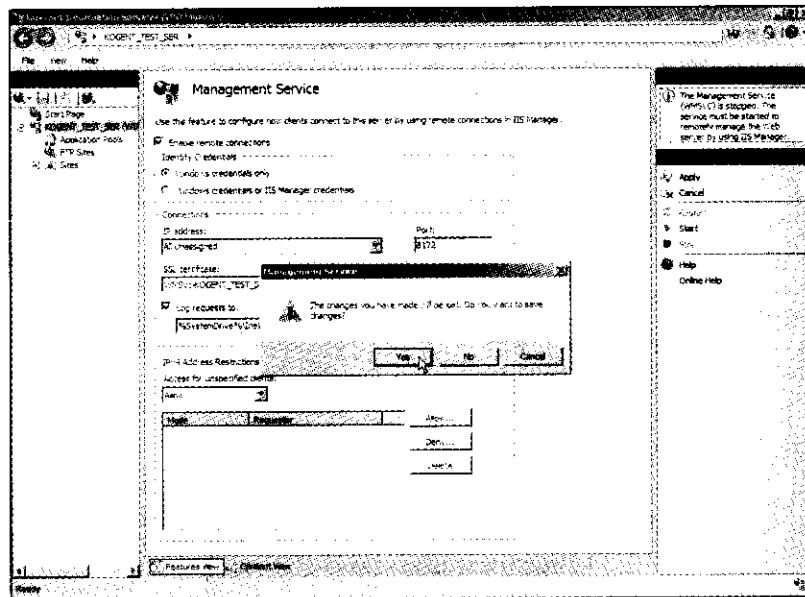 KOGENT_TEST_SER
File View Help
Start Page
KOGENT_TEST_SER
Application Pools
FTP Sites
Sites
Management Service
Use this feature to configure how clients connect to this server by using remote connections in IIS Manager.
Enable remote connections
Identity Credentials
Windows credentials only
Windows credentials or IIS Manager credentials
Connections
IP address:
Port:
All Unassigned
8172
SSL certificate:
KOGENT_TEST_S
Log requests to:
%SystemDrive%\Ine
Management Service
The changes you have made will be lost. Do you want to save
changes?
Yes No Cancel
IPv4 Address Restrictions
Access for unspecified clients:
Mode Requestor
Allow...
Deny...
Delete
Features View Content View
The Management Service
(WMSVC) is stopped. The
service must be started to
remotely manage the Web
server by using IIS Manager.
Apply
Cancel
Restart
Start
Stop
Help
Online Help
Ready